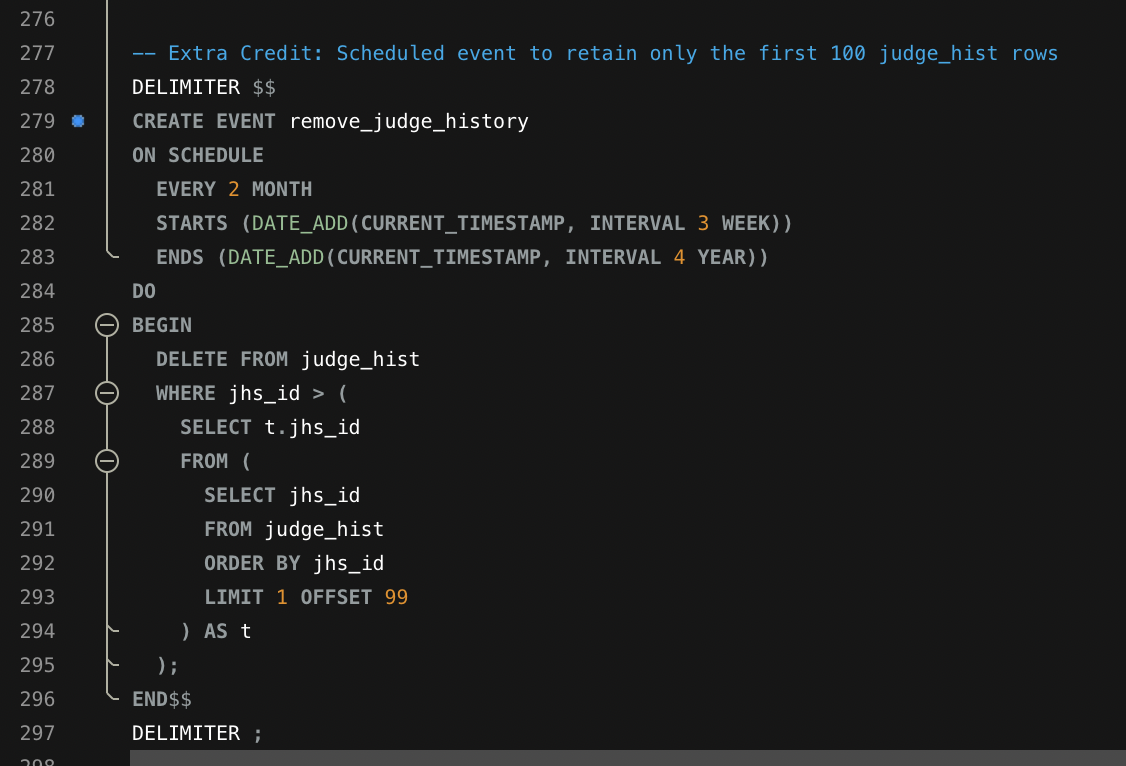 276
277 -- Extra Credit: Scheduled event to retain only the first 100 judge_hist rows
278 DELIMITER $$
279 CREATE EVENT remove_judge_history
280 ON SCHEDULE
281   EVERY 2 MONTH
282   STARTS (DATE_ADD(CURRENT_TIMESTAMP, INTERVAL 3 WEEK))
283   ENDS (DATE_ADD(CURRENT_TIMESTAMP, INTERVAL 4 YEAR))
284 DO
285 BEGIN
286   DELETE FROM judge_hist
287   WHERE jhs_id > (
288     SELECT t.jhs_id
289     FROM (
290       SELECT jhs_id
291       FROM judge_hist
292       ORDER BY jhs_id
293       LIMIT 1 OFFSET 99
294     ) AS t
295   );
296 END$$
297 DELIMITER ;
298